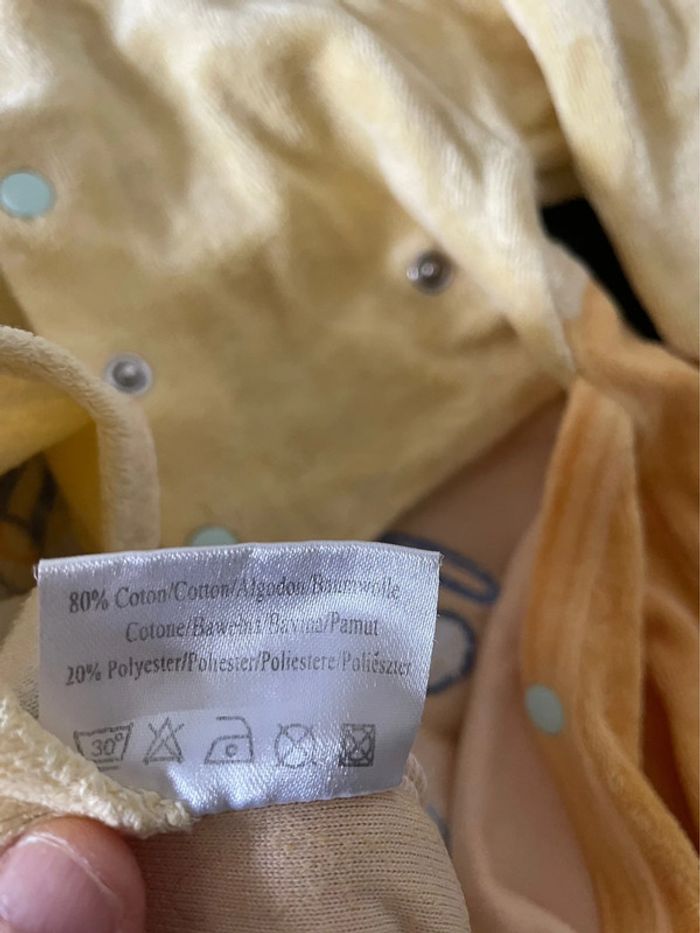 80% Coton/Cotton/Algodon/Baumwolle
Cotone/Bawełna/Bavlna/Pamut
20% Polyester/Poliester/Poliestere/Poliészter
30°